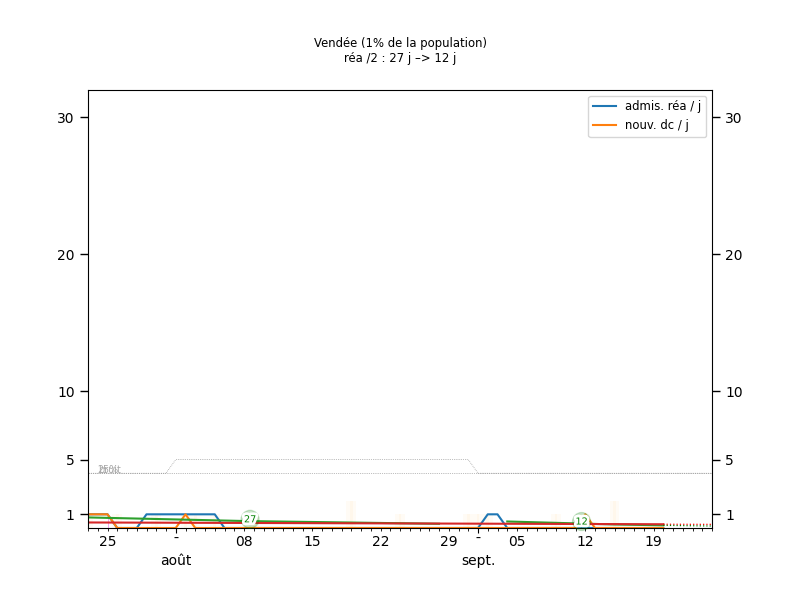 Vendée (1% de la population)
réa /2 : 27 j –> 12 j
admis. réa / j
nouv. dc / j
30 30
20 20
10 10
5 5
1 1
27 12
25 - 08 15 22 29 - 05 12 19
août sept.